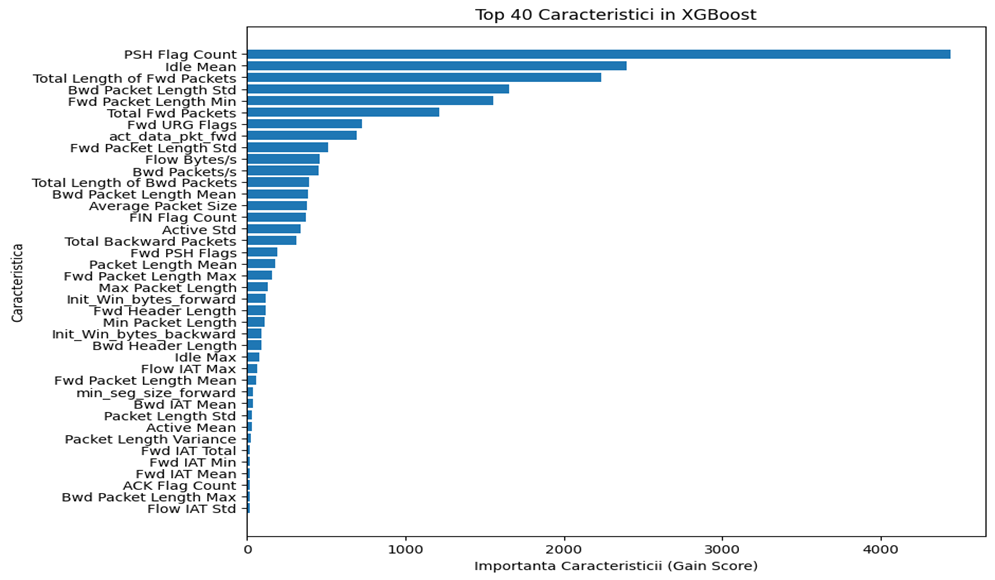 Top 40 Caracteristici in XGBoost
PSH Flag Count
Idle Mean
Total Length of Fwd Packets
Bwd Packet Length Std
Fwd Packet Length Min
Total Fwd Packets
Fwd URG Flags
act_data_pkt_fwd
Fwd Packet Length Std
Flow Bytes/s
Bwd Packets/s
Total Length of Bwd Packets
Bwd Packet Length Mean
Average Packet Size
FIN Flag Count
Active Std
Total Backward Packets
Fwd PSH Flags
Packet Length Mean
Fwd Packet Length Max
Max Packet Length
Init_Win_bytes_forward
Fwd Header Length
Min Packet Length
Init_Win_bytes_backward
Bwd Header Length
Idle Max
Flow IAT Max
Fwd Packet Length Mean
min_seg_size_forward
Bwd IAT Mean
Packet Length Std
Active Mean
Packet Length Variance
Fwd IAT Total
Fwd IAT Min
Fwd IAT Mean
ACK Flag Count
Bwd Packet Length Max
Flow IAT Std
Caracteristica
0 1000 2000 3000 4000
Importanta Caracteristicii (Gain Score)